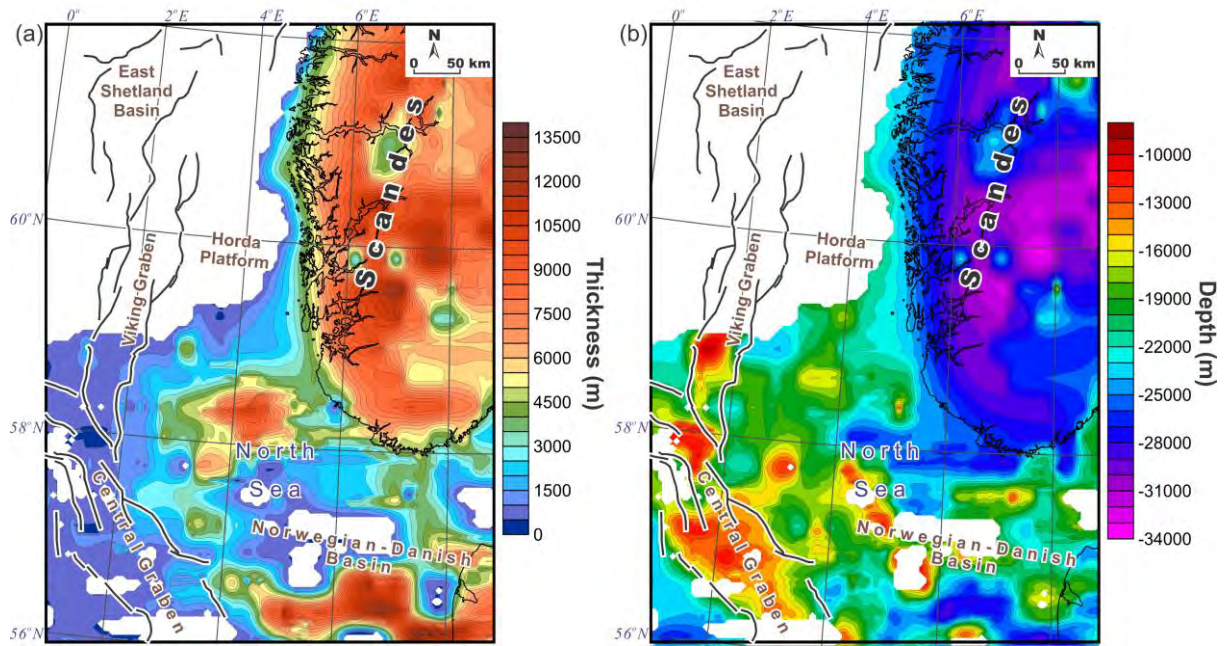 (a)
0° 2°E 4°E 6°E
N
0 50 km
East
Shetland
Basin
Scandes
60°N
Horda
Platform
Viking Graben
58°N
North
Sea
Central Graben
Norwegian-Danish
Basin
56°N
13500
12000
10500
9000
7500
6000
4500
3000
1500
0
Thickness (m)
(b)
0° 2°E 4°E 6°E
N
0 50 km
East
Shetland
Basin
Scandes
60°N
Horda
Platform
Viking Graben
58°N
North
Sea
Central Graben
Norwegian-Danish
Basin
56°N
-10000
-13000
-16000
-19000
-22000
-25000
-28000
-31000
-34000
Depth (m)